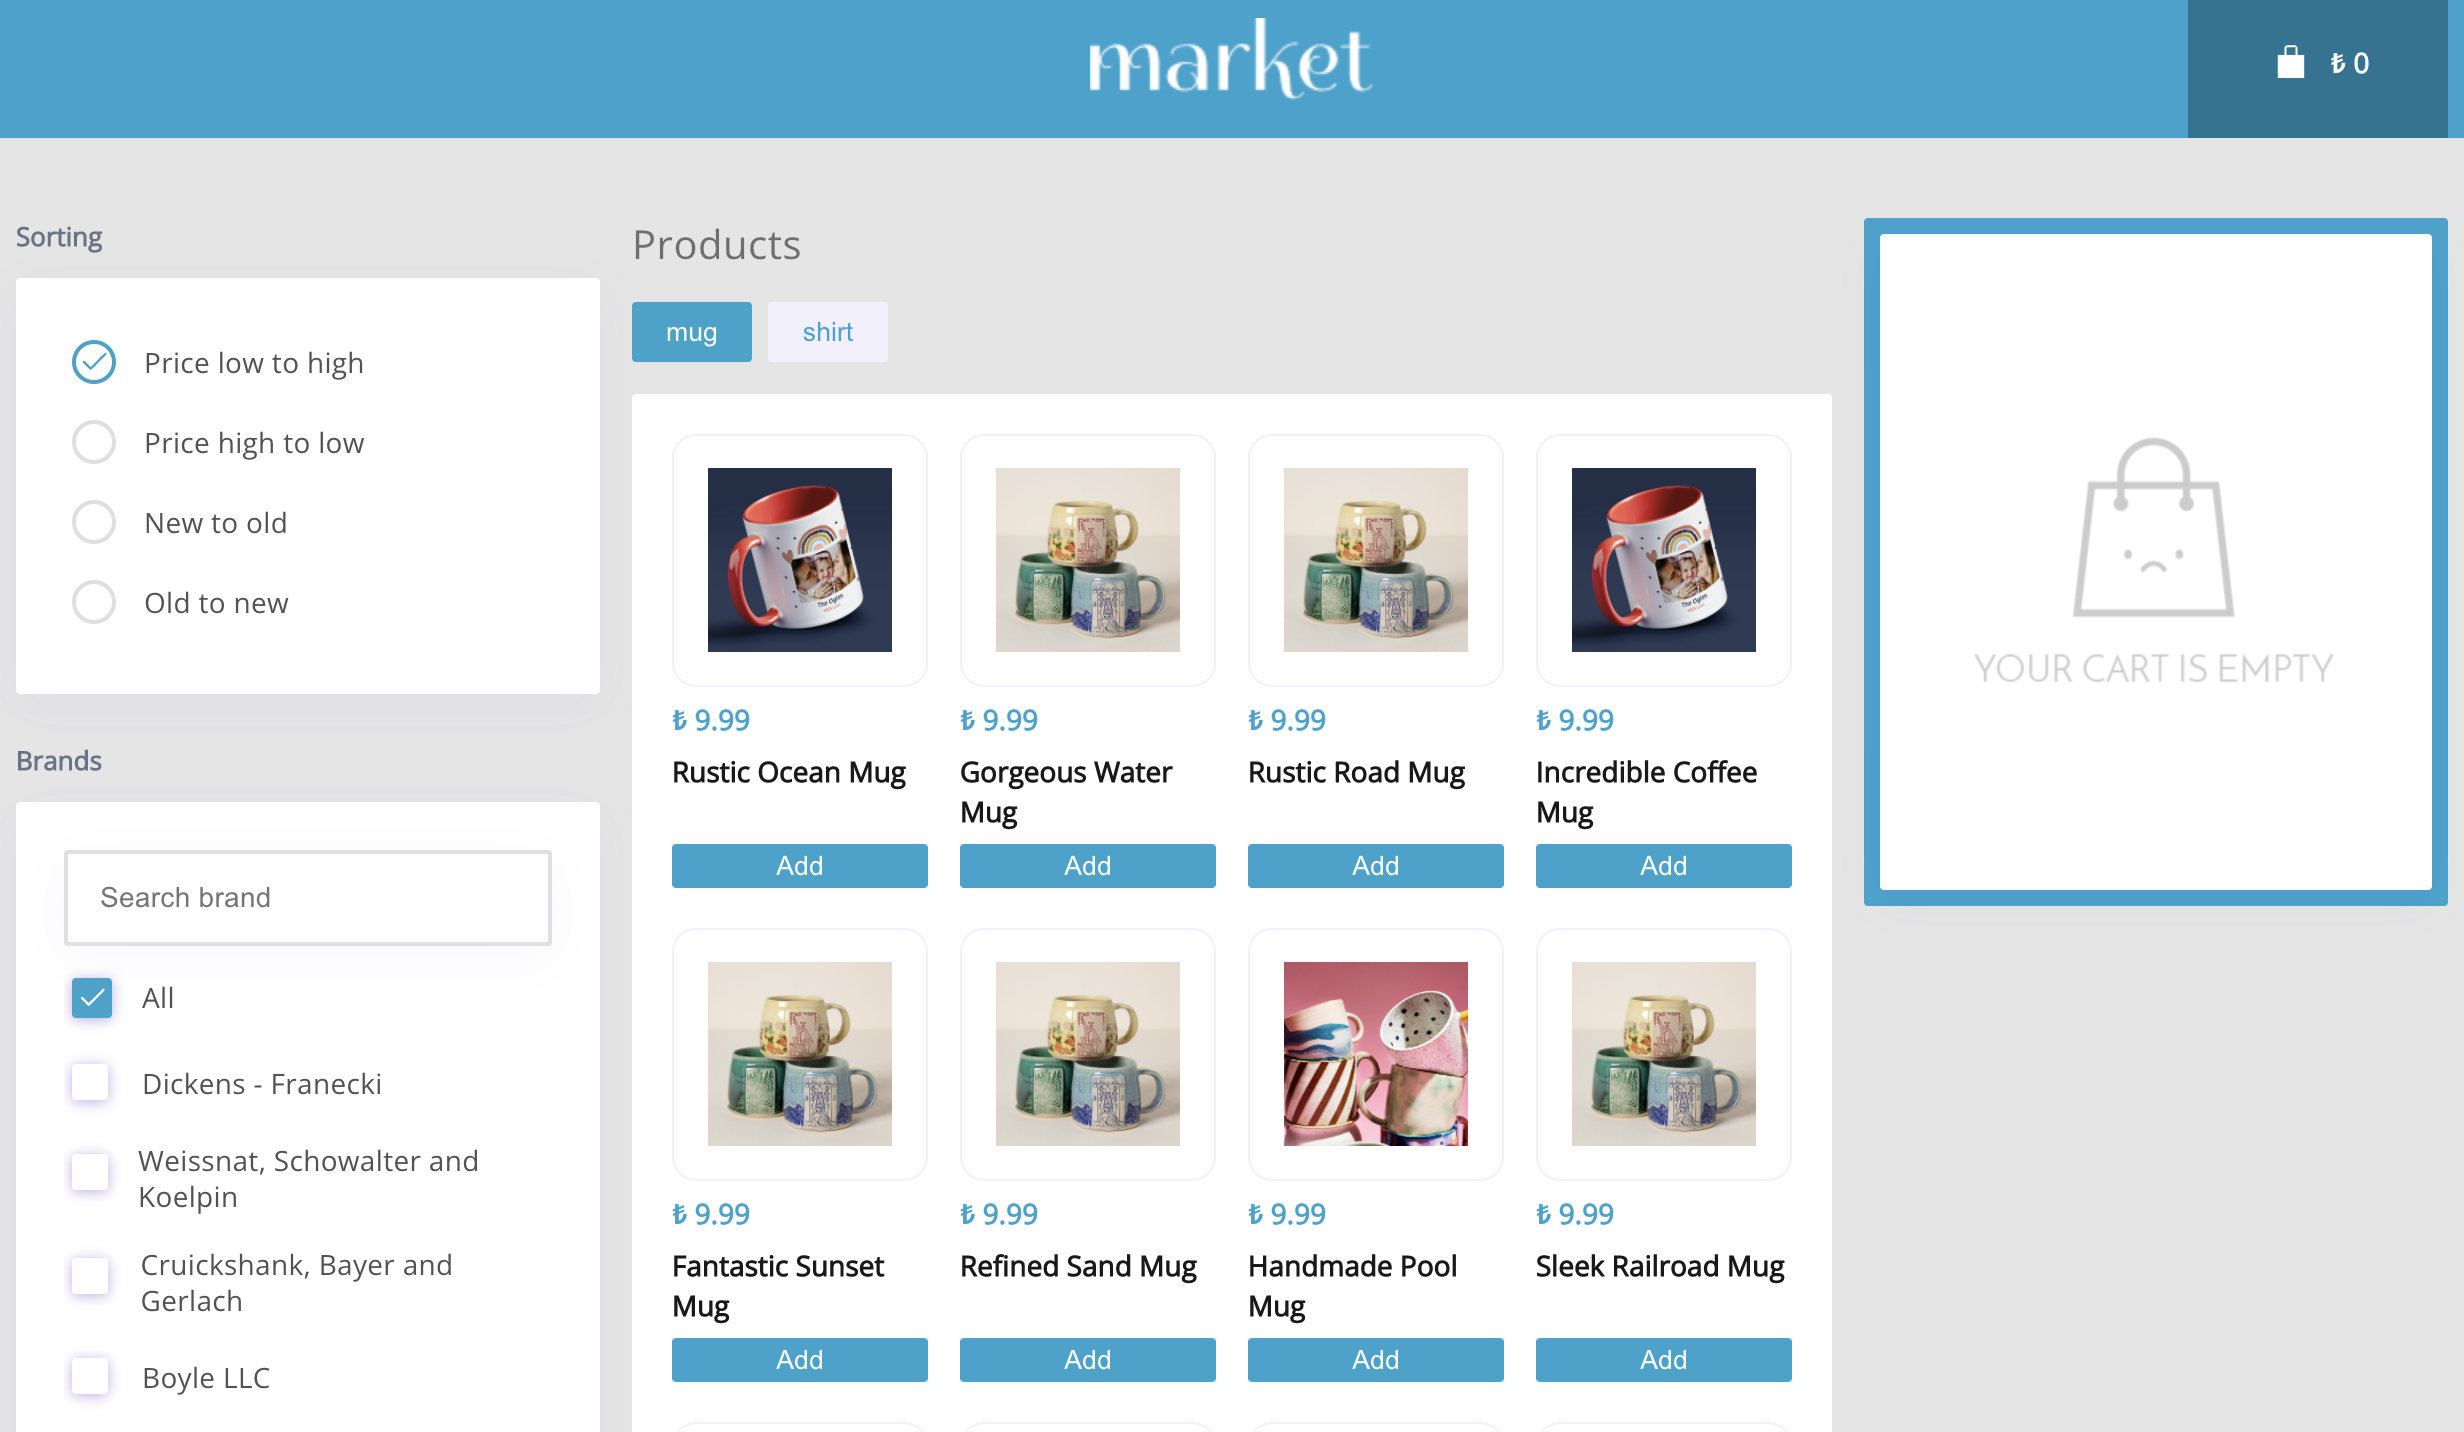 market
₺ 0
Sorting
Price low to high
Price high to low
New to old
Old to new
Brands
Search brand
All
Dickens - Franecki
Weissnat, Schowalter and
Koelpin
Cruickshank, Bayer and
Gerlach
Boyle LLC
Products
mug
shirt
₺ 9.99
Rustic Ocean Mug
Add
₺ 9.99
Gorgeous Water
Mug
Add
₺ 9.99
Rustic Road Mug
Add
₺ 9.99
Incredible Coffee
Mug
Add
₺ 9.99
Fantastic Sunset
Mug
Add
₺ 9.99
Refined Sand Mug
Add
₺ 9.99
Handmade Pool
Mug
Add
₺ 9.99
Sleek Railroad Mug
Add
YOUR CART IS EMPTY